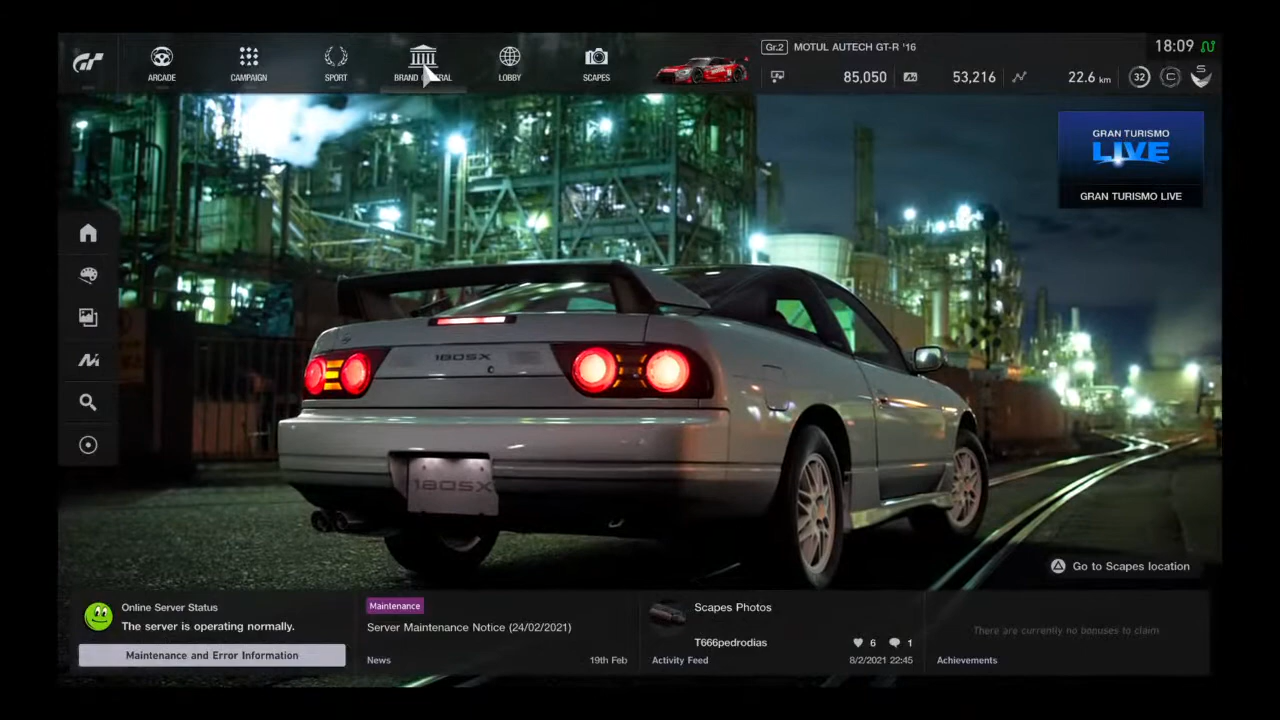 ARCADE
CAMPAIGN
SPORT
BRAND CENTRAL
LOBBY
SCAPES
Gr.2 MOTUL AUTECH GT-R '16
85,050
53,216
22.6 km
32
C
S
18:09
GRAN TURISMO
LIVE
GRAN TURISMO LIVE
180SX
180SX
Go to Scapes location
Online Server Status
The server is operating normally.
Maintenance and Error Information
Maintenance
Server Maintenance Notice (24/02/2021)
News 19th Feb
Scapes Photos
T666pedrodias
6 1
Activity Feed 8/2/2021 22:45
There are currently no bonuses to claim
Achievements